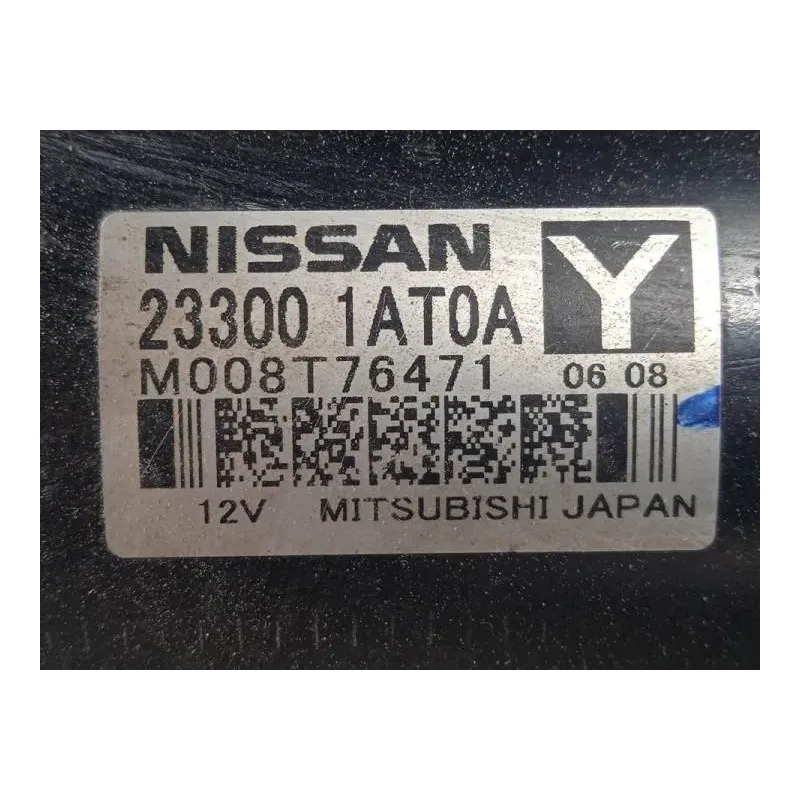 NISSAN Y
23300 1AT0A
M008T76471 06 08
12V MITSUBISHI JAPAN